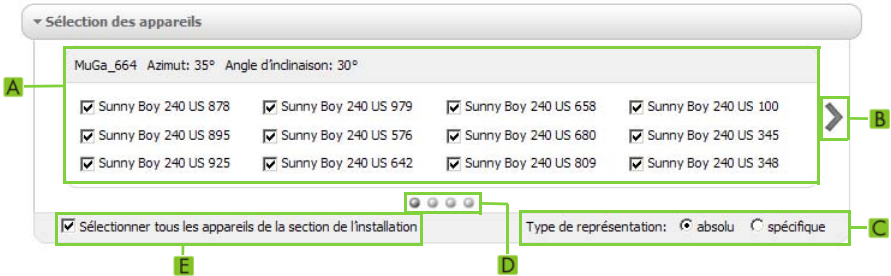 Sélection des appareils
MuGa_664 Azimut: 35° Angle d'inclinaison: 30°
A
Sunny Boy 240 US 878 Sunny Boy 240 US 979 Sunny Boy 240 US 658 Sunny Boy 240 US 100
B
Sunny Boy 240 US 895 Sunny Boy 240 US 576 Sunny Boy 240 US 680 Sunny Boy 240 US 345
Sunny Boy 240 US 925 Sunny Boy 240 US 642 Sunny Boy 240 US 809 Sunny Boy 240 US 348
Sélectionner tous les appareils de la section de l'installation Type de représentation: absolu spécifique
C
E D